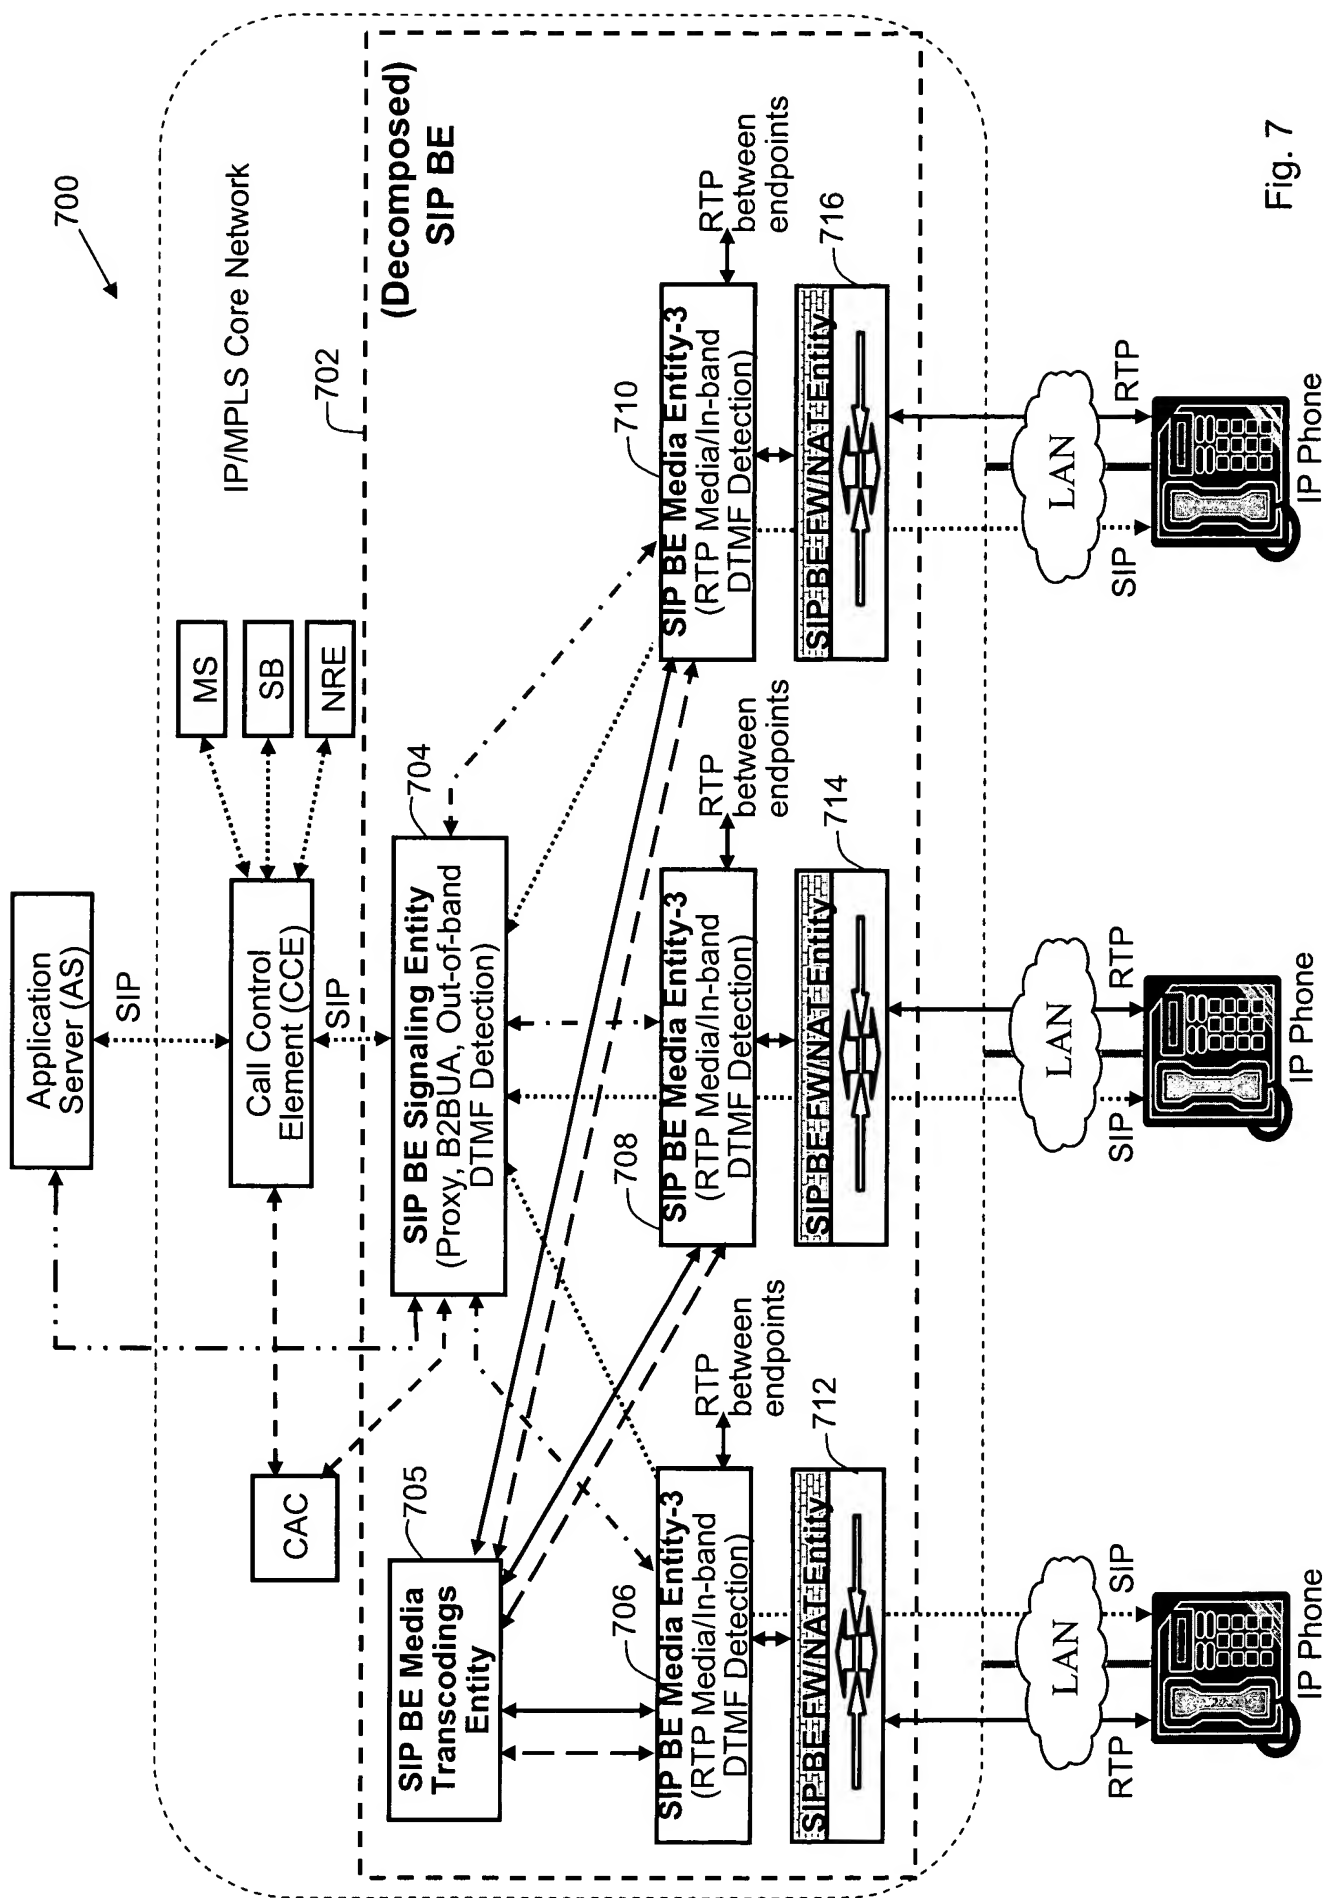 700
Application
Server (AS)
SIP
IP/MPLS Core Network
MS
SB
NRE
Call Control
Element (CCE)
CAC
SIP
702
(Decomposed)
SIP BE
704
SIP BE Signaling Entity
(Proxy, B2BUA, Out-of-band
DTMF Detection)
705
SIP BE Media
Transcodings
Entity
706
SIP BE Media Entity-3
(RTP Media/In-band
DTMF Detection)
RTP
between
endpoints
708
SIP BE Media Entity-3
(RTP Media/In-band
DTMF Detection)
RTP
between
endpoints
710
SIP BE Media Entity-3
(RTP Media/In-band
DTMF Detection)
RTP
between
endpoints
712
SIP BE FW/NAT Entity
714
SIP BE FW/NAT Entity
716
SIP BE FW/NAT Entity
RTP
LAN
SIP
IP Phone
SIP
LAN
RTP
IP Phone
SIP
LAN
RTP
IP Phone
Fig. 7